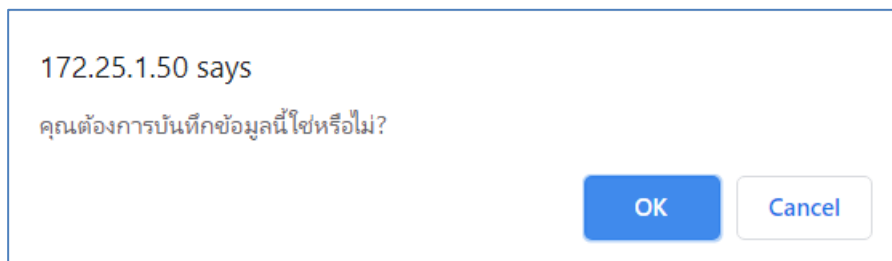 172.25.1.50 says
คุณต้องการบันทึกข้อมูลนี้ใช่หรือไม่?
OK Cancel